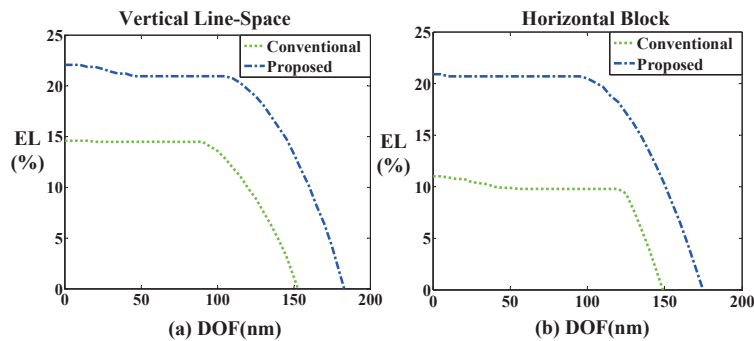 Vertical Line-Space
25
20
15
10
5
0
EL
(%)
Conventional
Proposed
0 50 100 150 200
(a) DOF(nm)
Horizontal Block
25
20
15
10
5
0
EL
(%)
Conventional
Proposed
0 50 100 150 200
(b) DOF(nm)